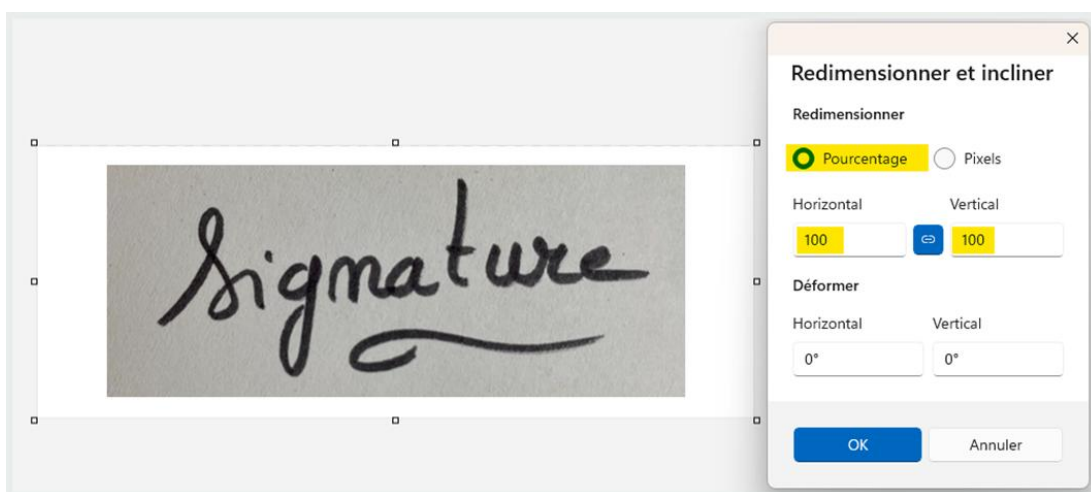 Redimensionner et incliner
Redimensionner
Pourcentage Pixels
Horizontal Vertical
100 100
Signature
Déformer
Horizontal Vertical
0° 0°
OK Annuler